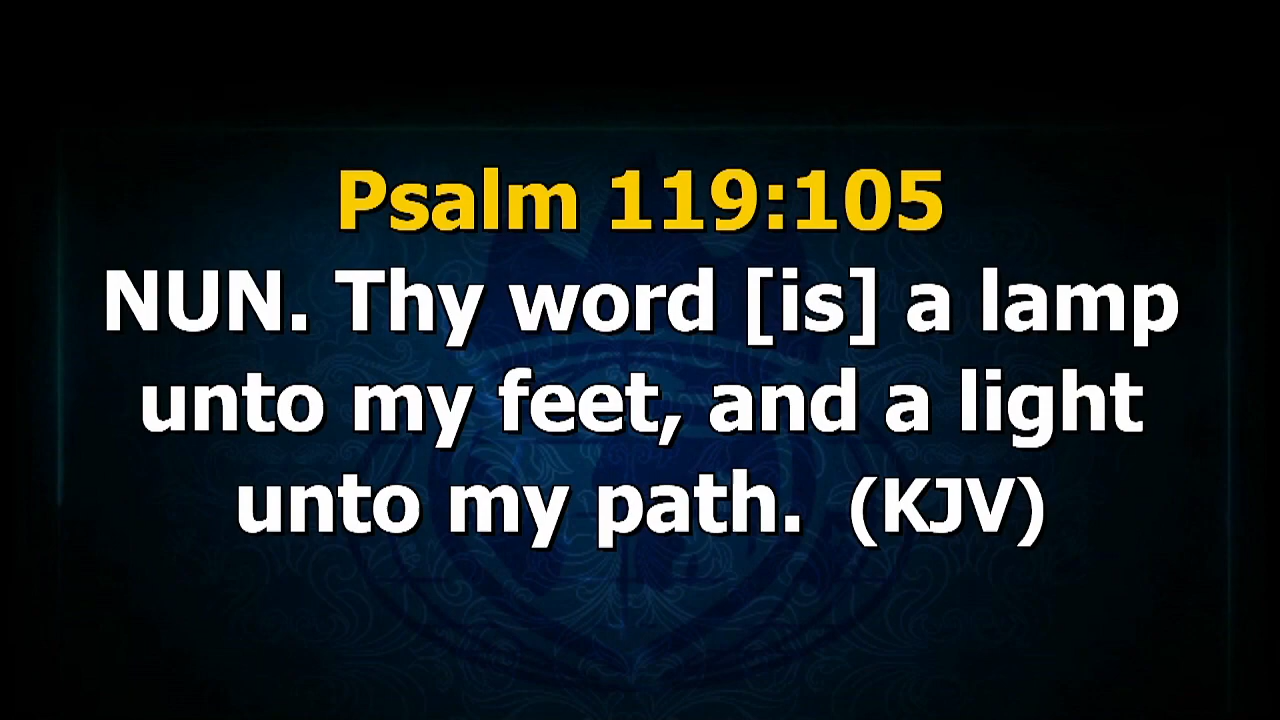 Psalm 119:105
NUN. Thy word [is] a lamp
unto my feet, and a light
unto my path.  (KJV)